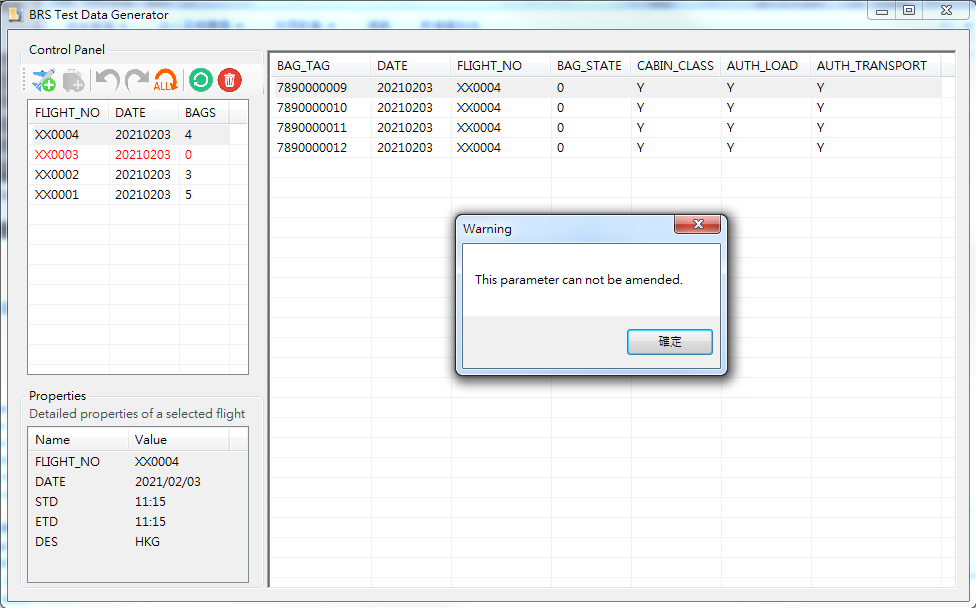 BRS Test Data Generator
Control Panel
ALL
FLIGHT_NO DATE BAGS
XX0004 20210203 4
XX0003 20210203 0
XX0002 20210203 3
XX0001 20210203 5
Properties
Detailed properties of a selected flight
Name Value
FLIGHT_NO XX0004
DATE 2021/02/03
STD 11:15
ETD 11:15
DES HKG
BAG_TAG DATE FLIGHT_NO BAG_STATE CABIN_CLASS AUTH_LOAD AUTH_TRANSPORT
7890000009 20210203 XX0004 0 Y Y Y
7890000010 20210203 XX0004 0 Y Y Y
7890000011 20210203 XX0004 0 Y Y Y
7890000012 20210203 XX0004 0 Y Y Y
Warning
This parameter can not be amended.
確定